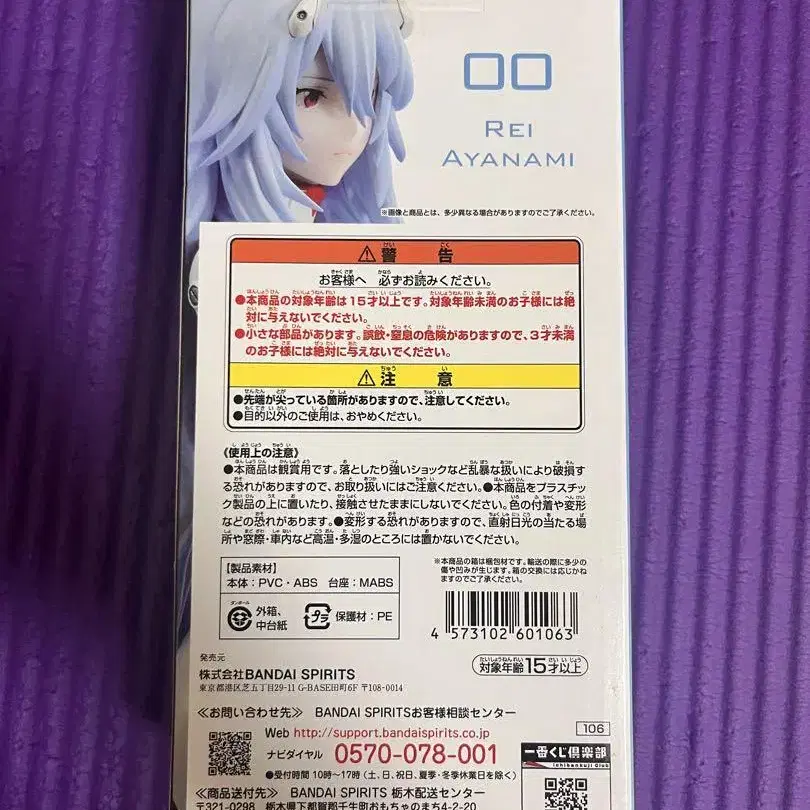 00
REI
AYANAMI
※画像と商品とは、多少異なる場合がありますのでご了承ください。
⚠警告
お客様へ 必ずお読みください。
●本商品の対象年齢は15才以上です。対象年齢未満のお子様には絶
対に与えないでください。
●小さな部品があります。誤飲・窒息の危険がありますので、3才未満
のお子様には絶対に与えないでください。
⚠注意
●先端が尖っている箇所がありますので、注意してください。
●目的以外のご使用は、おやめください。
《使用上の注意》
●本商品は観賞用です。落としたり強いショックなど乱暴な扱いにより破損す
る恐れがありますので、お取り扱いにはご注意ください。●本商品をプラスチッ
ク製品の上に置いたり、接触させたままにしないでください。色の付着や変形
などの恐れがあります。●変形する恐れがありますので、直射日光の当たる場
所や窓際・車内など高温・多湿のところには置かないでください。
【製品素材】
本体：PVC・ABS 台座：MABS
ダンボール
外箱、
中台紙
プラ
保護材：PE
※本商品の箱は梱包材です。輸送の際に多少の
傷や凹みが生じます。箱の交換には応じかね
ますのでご了承ください。
4 573102 601063
対象年齢15才以上
発売元
株式会社BANDAI SPIRITS
東京都港区芝五丁目29-11 G-BASE田町6F 〒108-0014
≪お問い合わせ先≫ BANDAI SPIRITSお客様相談センター
Web http://support.bandaispirits.co.jp/
ナビダイヤル 0570-078-001
●受付時間 10時～17時(土、日、祝日、夏季・冬季休業日を除く)
106
一番くじ倶楽部
Ichibankuji Club
≪商品送付先≫ BANDAI SPIRITS 栃木配送センター
〒321-0298 栃木県下都賀郡壬生町おもちゃのまち4-2-20